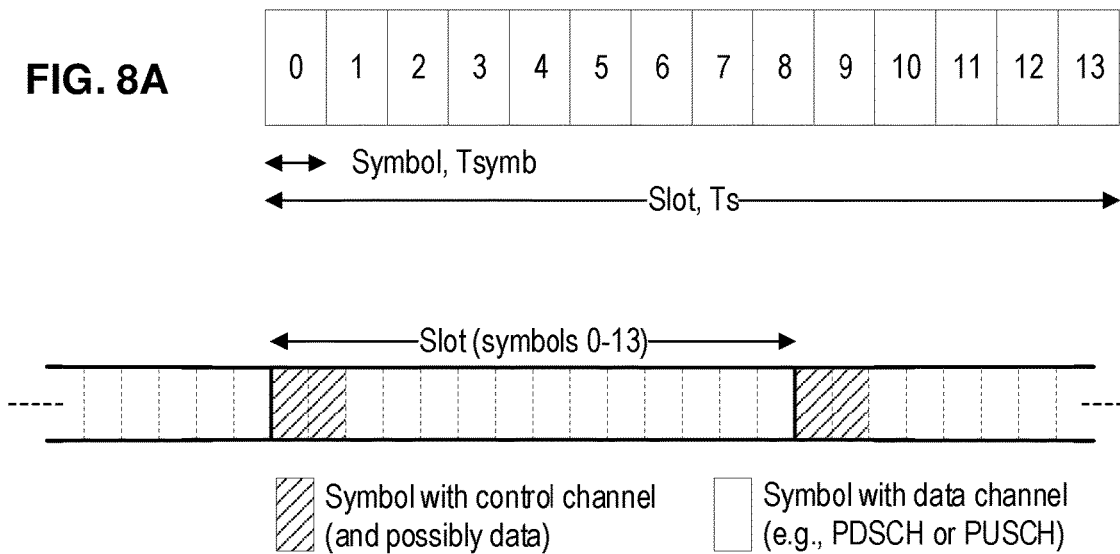 FIG. 8A
0 1 2 3 4 5 6 7 8 9 10 11 12 13
Symbol, Tsymb
Slot, Ts
Slot (symbols 0-13)
Symbol with control channel
(and possibly data)
Symbol with data channel
(e.g., PDSCH or PUSCH)